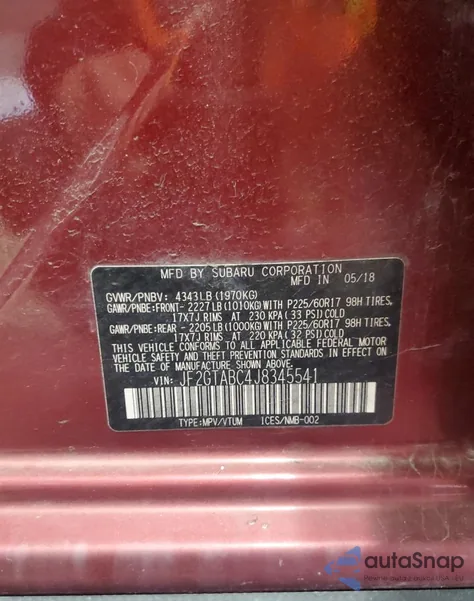 MFD BY SUBARU CORPORATION
MFD IN 05/18
GVWR/PNBV: 4343LB(1970KG)
GAWR/PNBE:FRONT- 2227LB(1010KG)WITH P225/60R17 98H TIRES,
17X7J RIMS AT 230 KPA(33 PSI)COLD
GAWR/PNBE:REAR - 2205LB(1000KG)WITH P225/60R17 98H TIRES,
17X7J RIMS AT 220 KPA(32 PSI)COLD
THIS VEHICLE CONFORMS TO ALL APPLICABLE FEDERAL MOTOR
VEHICLE SAFETY, BUMPER, AND THEFT PREVENTION STANDARDS IN EFFECT ON
THE DATE OF MANUFACTURE SHOWN ABOVE.
VIN: JF2GTABC4J8345541
TYPE:MPV/VTUM ICES/NMB-002
autaSnap